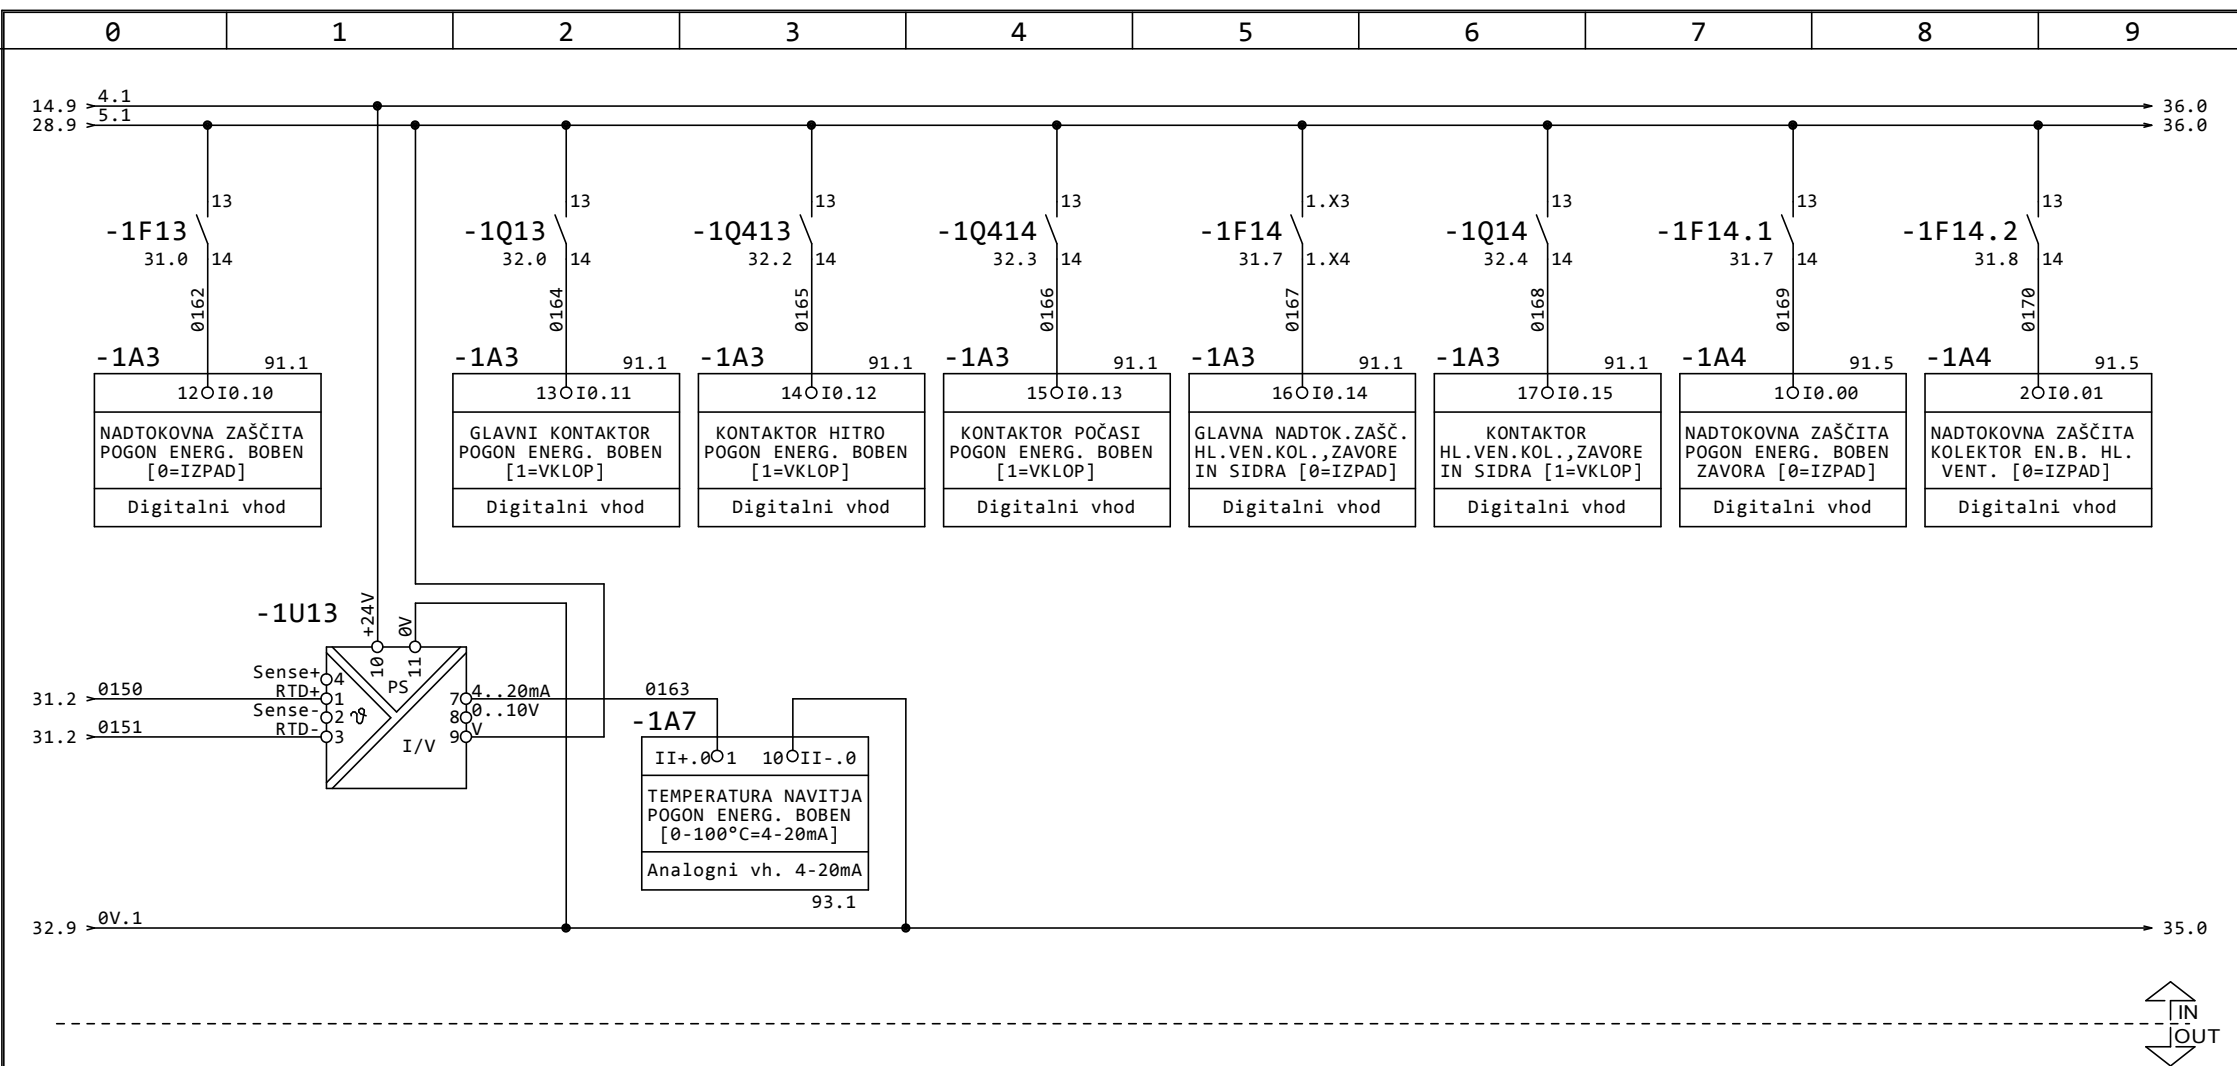 0 1 2 3 4 5 6 7 8 9
14.9 4.1 36.0
28.9 5.1 36.0
13 13 13 13 1.X3 13 13 13
-1F13 -1Q13 -1Q413 -1Q414 -1F14 -1Q14 -1F14.1 -1F14.2
31.0 14 32.0 14 32.2 14 32.3 14 31.7 1.X4 32.4 14 31.7 14 31.8 14
0162 0164 0165 0166 0167 0168 0169 0170
-1A3 91.1 -1A3 91.1 -1A3 91.1 -1A3 91.1 -1A3 91.1 -1A3 91.1 -1A4 91.5 -1A4 91.5
12 I0.10 13 I0.11 14 I0.12 15 I0.13 16 I0.14 17 I0.15 1 I0.00 2 I0.01
NADTOKOVNA ZAŠČITA
POGON ENERG. BOBEN
[0=IZPAD]
Digitalni vhod
GLAVNI KONTAKTOR
POGON ENERG. BOBEN
[1=VKLOP]
Digitalni vhod
KONTAKTOR HITRO
POGON ENERG. BOBEN
[1=VKLOP]
Digitalni vhod
KONTAKTOR POČASI
POGON ENERG. BOBEN
[1=VKLOP]
Digitalni vhod
GLAVNA NADTOK.ZAŠČ.
HL.VEN.KOL.,ZAVORE
IN SIDRA [0=IZPAD]
Digitalni vhod
KONTAKTOR
HL.VEN.KOL.,ZAVORE
IN SIDRA [1=VKLOP]
Digitalni vhod
NADTOKOVNA ZAŠČITA
POGON ENERG. BOBEN
ZAVORA [0=IZPAD]
Digitalni vhod
NADTOKOVNA ZAŠČITA
KOLEKTOR EN.B. HL.
VENT. [0=IZPAD]
Digitalni vhod
-1U13 +24V 0V
10 11
PS
Sense+ 4
31.2 0150 RTD+ 1 7 4..20mA 0163
Sense- 2 ϑ 8 0..10V
31.2 0151 RTD- 3 I/V 9 V
-1A7
II+.0 1 10 II-.0
TEMPERATURA NAVITJA
POGON ENERG. BOBEN
[0-100°C=4-20mA]
Analogni vh. 4-20mA
93.1
32.9 0V.1 35.0
IN
OUT